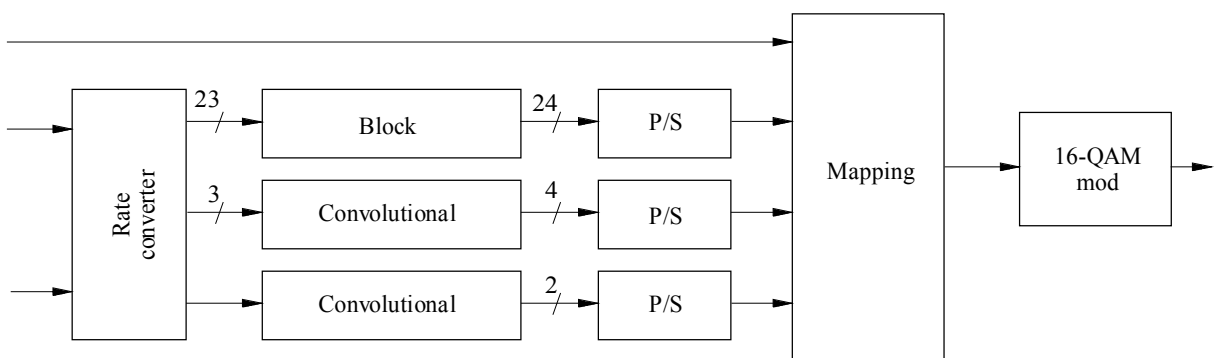 23
Block
24
P/S
Rate
converter
3
Convolutional
4
P/S
Mapping
16-QAM
mod
Convolutional
2
P/S